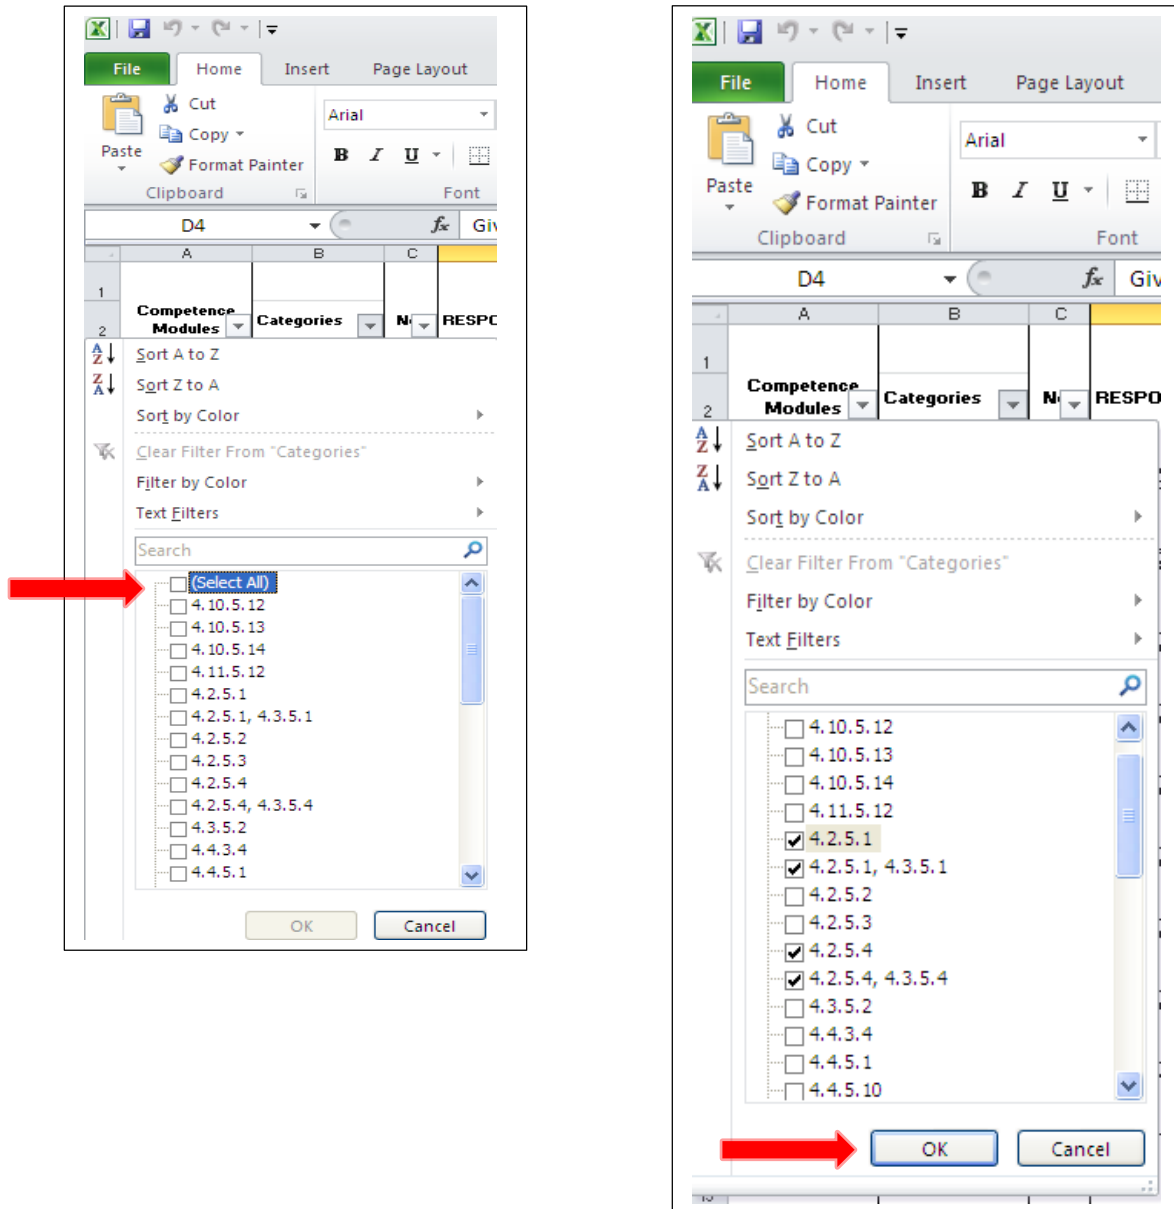 File Home Insert Page Layout
Cut
Arial
Copy
Paste
Format Painter
B I U
Clipboard
Font
D4
fx
A B C
1
Competence
2 Modules Categories RESPO
Sort A to Z
Sort Z to A
Sort by Color
Clear Filter From "Categories"
Filter by Color
Text Filters
Search
(Select All)
4.10.5.12
4.10.5.13
4.10.5.14
4.11.5.12
4.2.5.1
4.2.5.1, 4.3.5.1
4.2.5.2
4.2.5.3
4.2.5.4
4.2.5.4, 4.3.5.4
4.3.5.2
4.4.3.4
4.4.5.1
OK Cancel
File Home Insert Page Layout
Cut
Arial
Copy
Paste
Format Painter
B I U
Clipboard
Font
D4
fx Giv
A B C
1
Competence
2 Modules Categories RESPO
Sort A to Z
Sort Z to A
Sort by Color
Clear Filter From "Categories"
Filter by Color
Text Filters
Search
4.10.5.12
4.10.5.13
4.10.5.14
4.11.5.12
4.2.5.1
4.2.5.1, 4.3.5.1
4.2.5.2
4.2.5.3
4.2.5.4
4.2.5.4, 4.3.5.4
4.3.5.2
4.4.3.4
4.4.5.1
4.4.5.10
OK Cancel